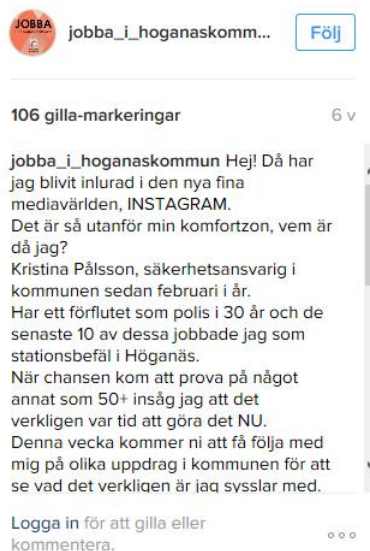 JOBBA
jobba_i_hoganaskomm...
Följ
106 gilla-markeringar
6 v
jobba_i_hoganaskommun Hej! Då har
jag blivit inlurad i den nya fina
mediavärlden, INSTAGRAM.
Det är så utanför min komfortzon, vem är
då jag?
Kristina Pålsson, säkerhetsansvarig i
kommunen sedan februari i år.
Har ett förflutet som polis i 30 år och de
senaste 10 av dessa jobbade jag som
stationsbefäl i Höganäs.
När chansen kom att prova på något
annat som 50+ insåg jag att det
verkligen var tid att göra det NU.
Denna vecka kommer ni att få följa med
mig på olika uppdrag i kommunen för att
se vad det verkligen är jag sysslar med.
Logga in för att gilla eller
kommentera.